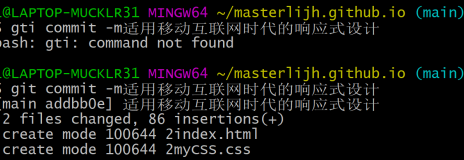 @LAPTOP-MUCKLR31 MINGW64 ~/masterlijh.github.io (main)
$ gti commit -m适用移动互联网时代的响应式设计
bash: gti: command not found
@LAPTOP-MUCKLR31 MINGW64 ~/masterlijh.github.io (main)
$ git commit -m适用移动互联网时代的响应式设计
[main addbb0e] 适用移动互联网时代的响应式设计
2 files changed, 86 insertions(+)
create mode 100644 2index.html
create mode 100644 2myCSS.css